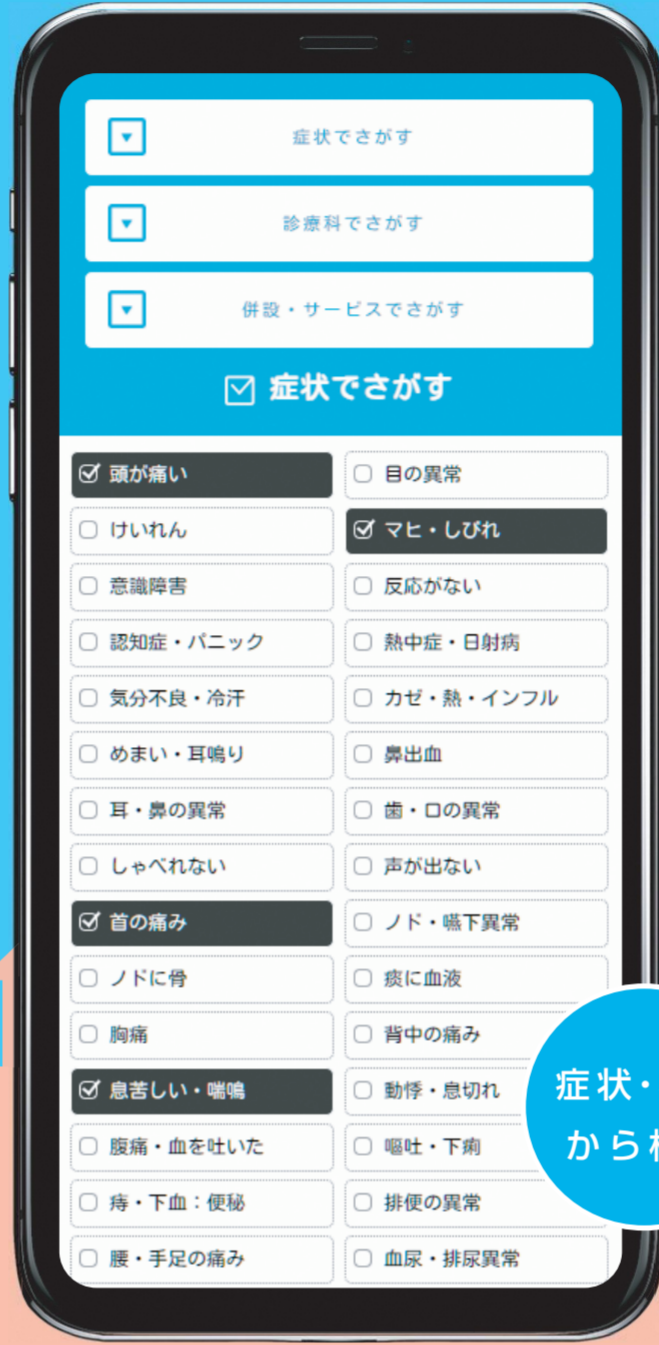 症状でさがす
診療科でさがす
併設・サービスでさがす
症状でさがす
頭が痛い
目の異常
けいれん
マヒ・しびれ
意識障害
反応がない
認知症・パニック
熱中症・日射病
気分不良・冷汗
カゼ・熱・インフル
めまい・耳鳴り
鼻出血
耳・鼻の異常
歯・口の異常
しゃべれない
声が出ない
首の痛み
ノド・嚥下異常
ノドに骨
痰に血液
胸痛
背中の痛み
息苦しい・喘鳴
動悸・息切れ
腹痛・血を吐いた
嘔吐・下痢
痔・下血：便秘
排便の異常
腰・手足の痛み
血尿・排尿異常
症状・
から